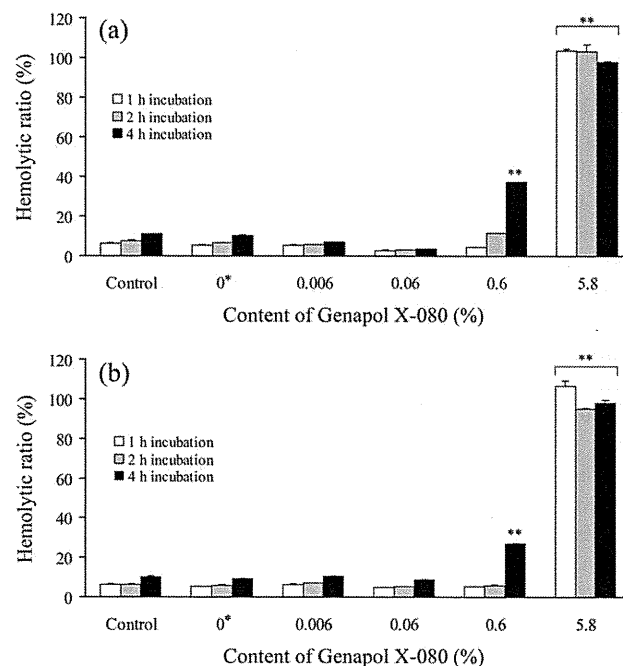 (a)
Hemolytic ratio (%)
120
100
80
60
40
20
0
1 h incubation
2 h incubation
4 h incubation
**
**
Control 0* 0.006 0.06 0.6 5.8
Content of Genapol X-080 (%)
(b)
Hemolytic ratio (%)
120
100
80
60
40
20
0
1 h incubation
2 h incubation
4 h incubation
**
**
Control 0* 0.006 0.06 0.6 5.8
Content of Genapol X-080 (%)